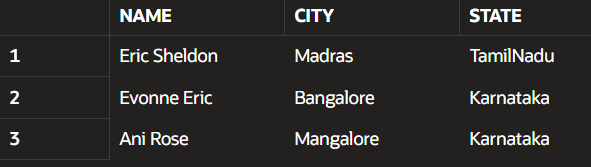 NAME CITY STATE
1 Eric Sheldon Madras TamilNadu
2 Evonne Eric Bangalore Karnataka
3 Ani Rose Mangalore Karnataka